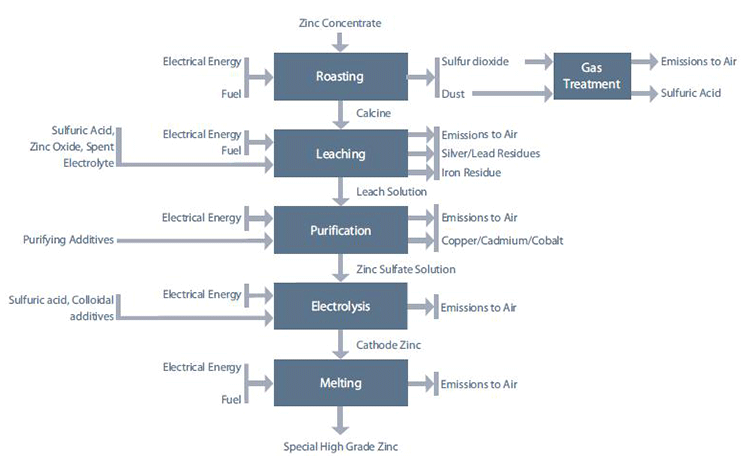 Zinc Concentrate
Electrical Energy
Fuel
Roasting
Sulfur dioxide
Dust
Gas
Treatment
Emissions to Air
Sulfuric Acid
Calcine
Sulfuric Acid,
Zinc Oxide, Spent
Electrolyte
Electrical Energy
Fuel
Leaching
Emissions to Air
Silver/Lead Residues
Iron Residue
Leach Solution
Electrical Energy
Purifying Additives
Purification
Emissions to Air
Copper/Cadmium/Cobalt
Zinc Sulfate Solution
Sulfuric acid, Colloidal
additives
Electrical Energy
Electrolysis
Emissions to Air
Cathode Zinc
Electrical Energy
Fuel
Melting
Emissions to Air
Special High Grade Zinc